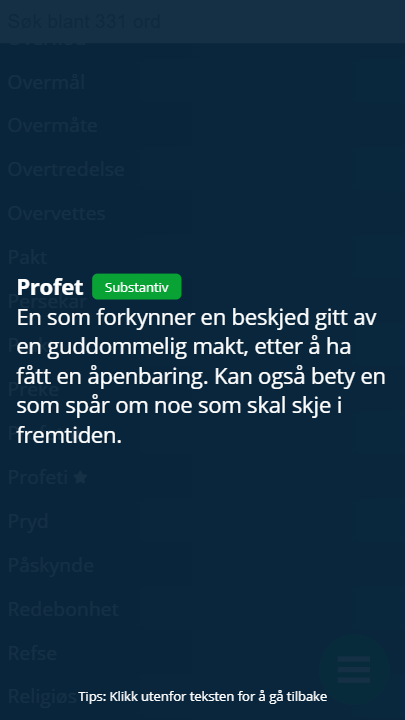 Søk blant 331 ord
Overmål
Overmåte
Overtredelse
Overvettes
Pakt
Profet Substantiv
En som forkynner en beskjed gitt av
en guddommelig makt, etter å ha
fått en åpenbaring. Kan også bety en
som spår om noe som skal skje i
fremtiden.
Profeti ★
Pryd
Påskynde
Redebonhet
Refse
Tips: Klikk utenfor teksten for å gå tilbake